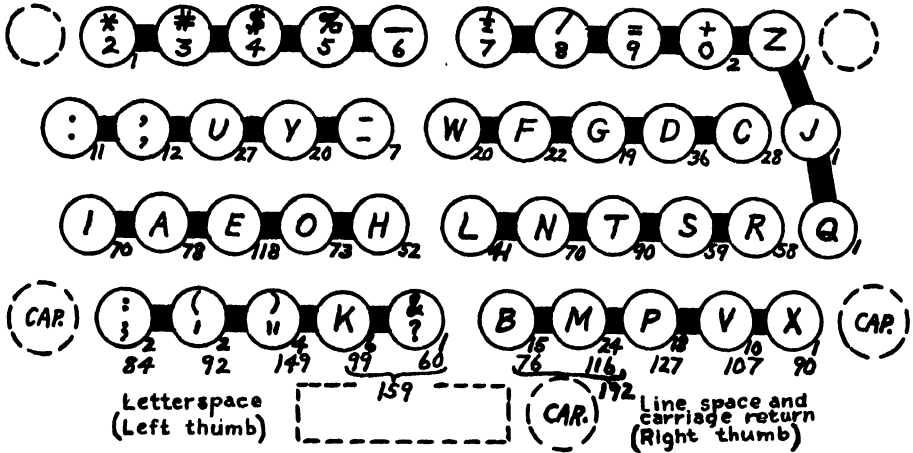 * # $ % —
2 3 4 5 6
1
± / = + Z
7 8 9 0
2 1
: , U Y –
; -
11 12 27 20 7
W F G D C J
20 22 19 36 28 1
I A E O H
70 78 118 73 52
L N T S R Q
41 70 90 59 58 1
CAP. : ( ) K &
; ' " ?
2 2 4 6 1
84 92 149 99 60
159
B M P V X CAP.
15 24 18 10 1
76 116 127 107 90
192
Letterspace
(Left thumb)
CAR.
Line space and
carriage return
(Right thumb)